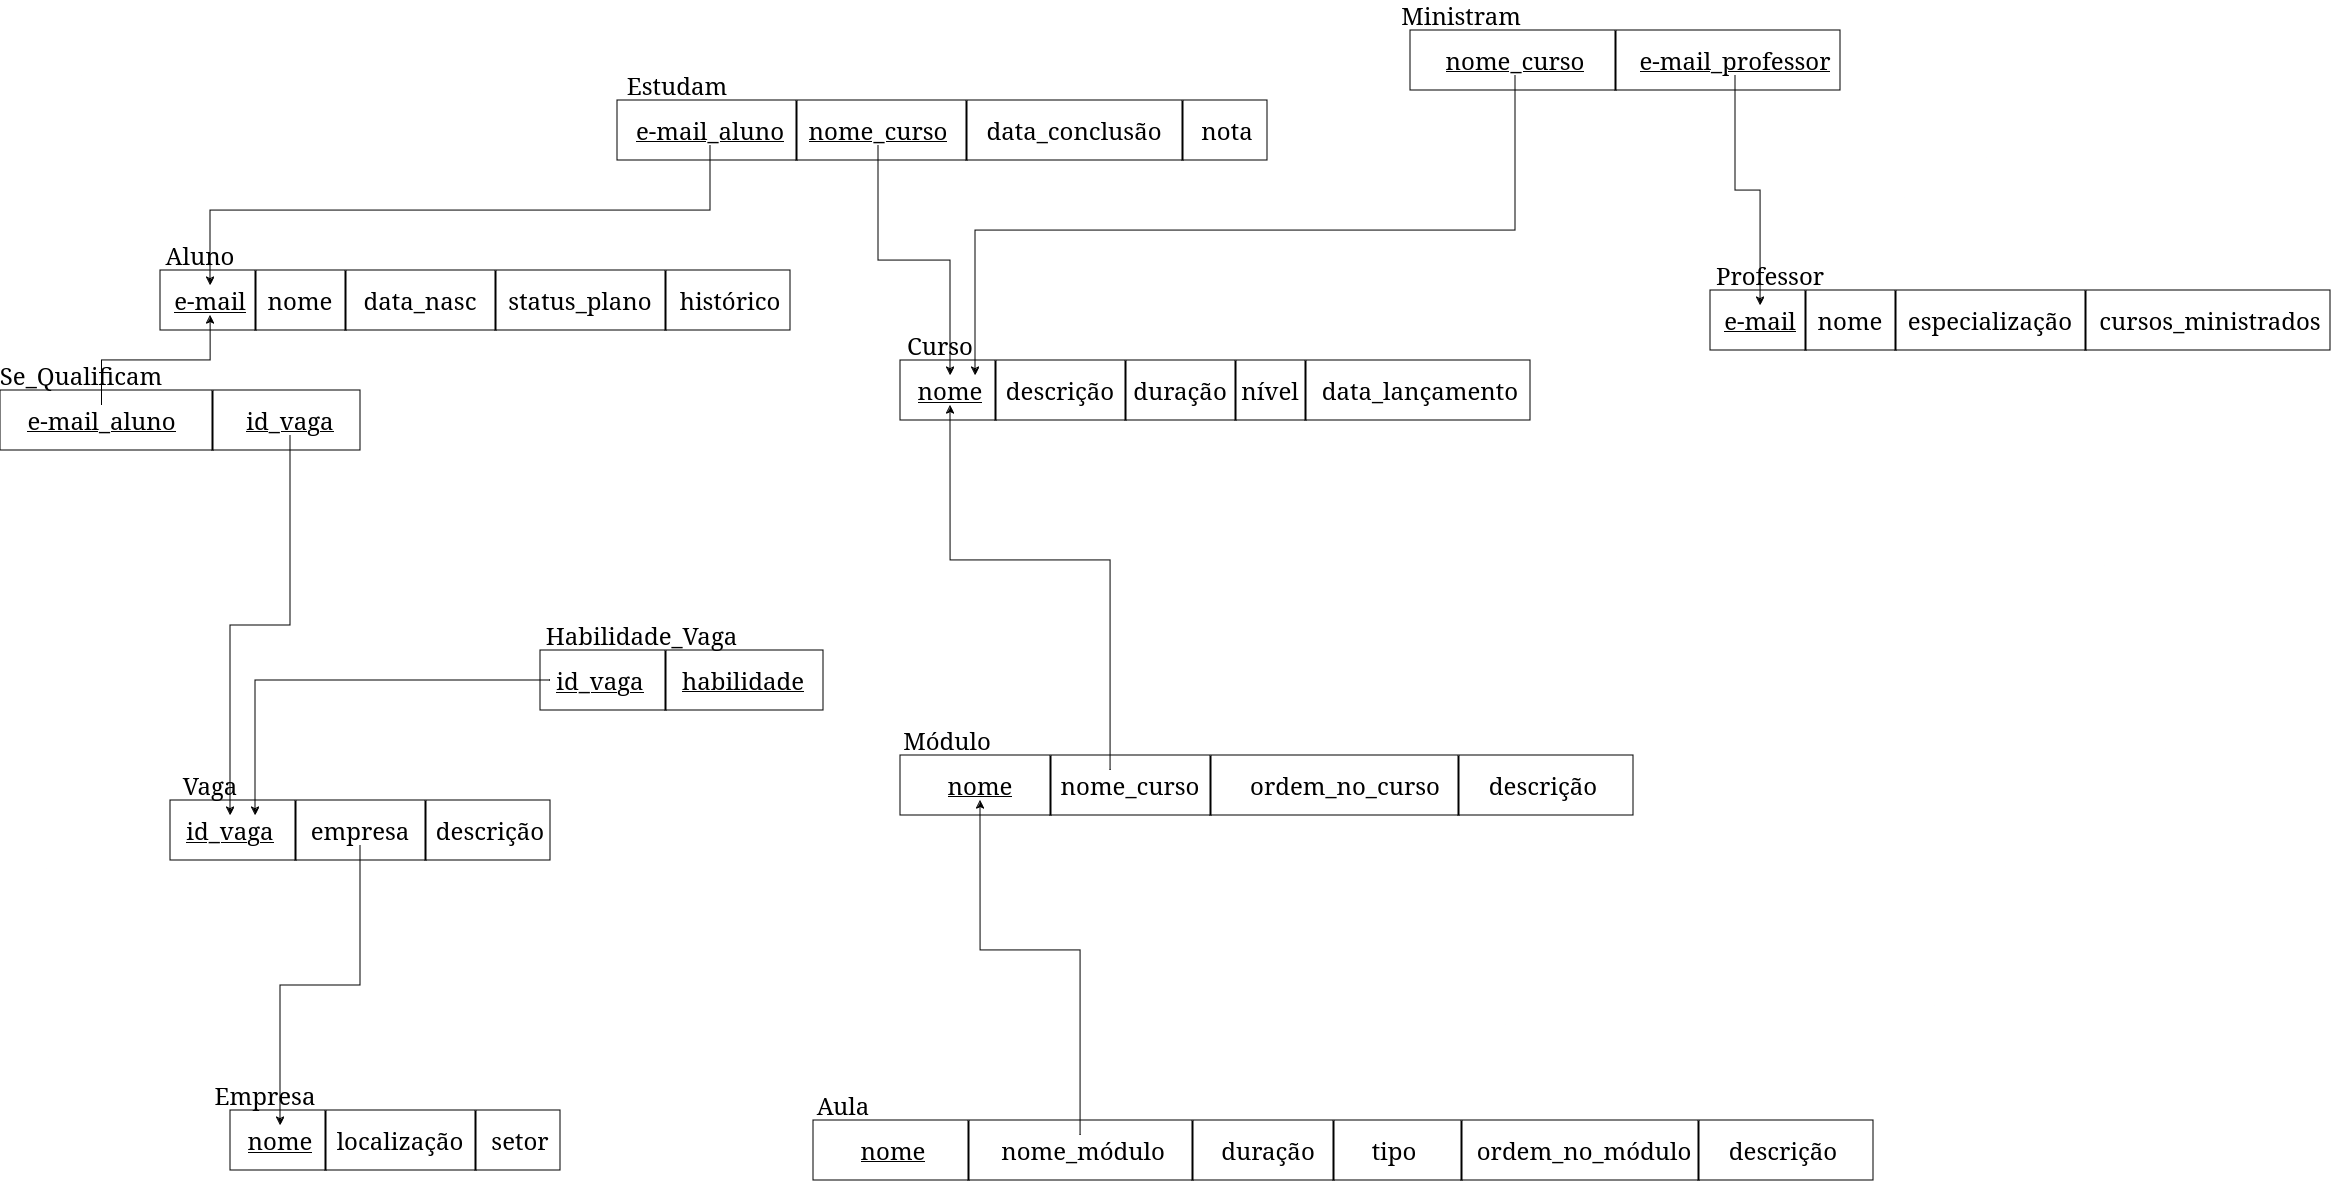 Ministram
nome_curso e-mail_professor
Estudam
e-mail_aluno nome_curso data_conclusão nota
Aluno
e-mail nome data_nasc status_plano histórico
Professor
e-mail nome especialização cursos_ministrados
Curso
nome descrição duração nível data_lançamento
Se_Qualificam
e-mail_aluno id_vaga
Habilidade_Vaga
id_vaga habilidade
Módulo
nome nome_curso ordem_no_curso descrição
Vaga
id_vaga empresa descrição
Empresa
nome localização setor
Aula
nome nome_módulo duração tipo ordem_no_módulo descrição